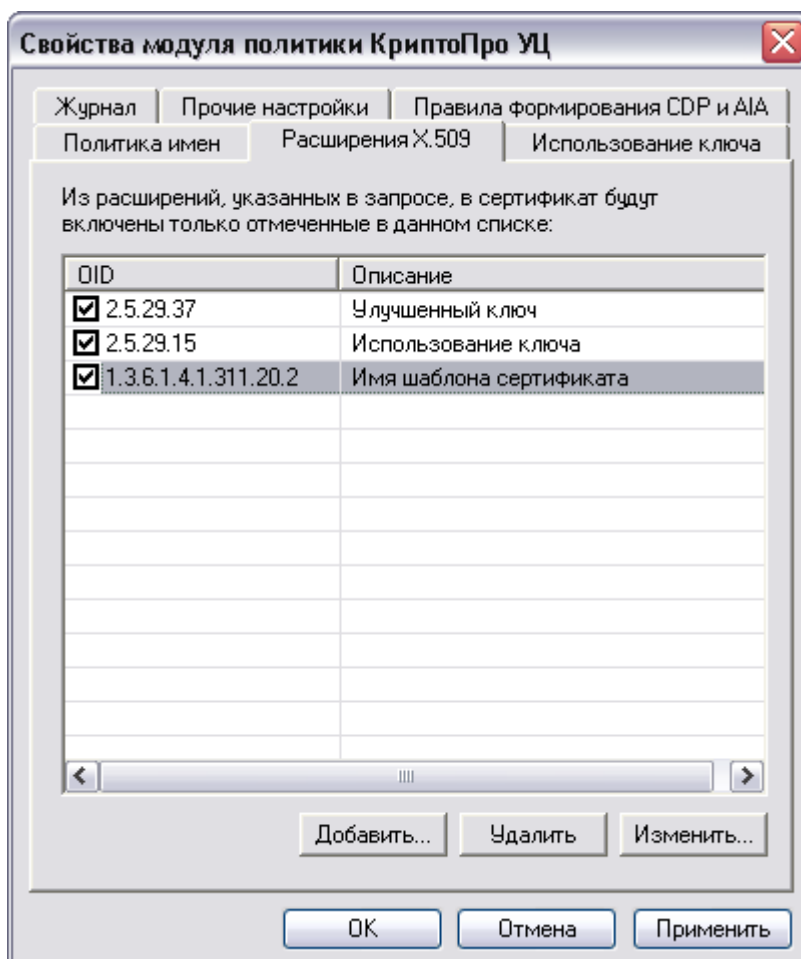 Свойства модуля политики КриптоПро УЦ
Журнал Прочие настройки Правила формирования CDP и AIA
Политика имен Расширения X.509 Использование ключа
Из расширений, указанных в запросе, в сертификат будут
включены только отмеченные в данном списке:
OID Описание
2.5.29.37 Улучшенный ключ
2.5.29.15 Использование ключа
1.3.6.1.4.1.311.20.2 Имя шаблона сертификата
Добавить... Удалить Изменить...
OK Отмена Применить